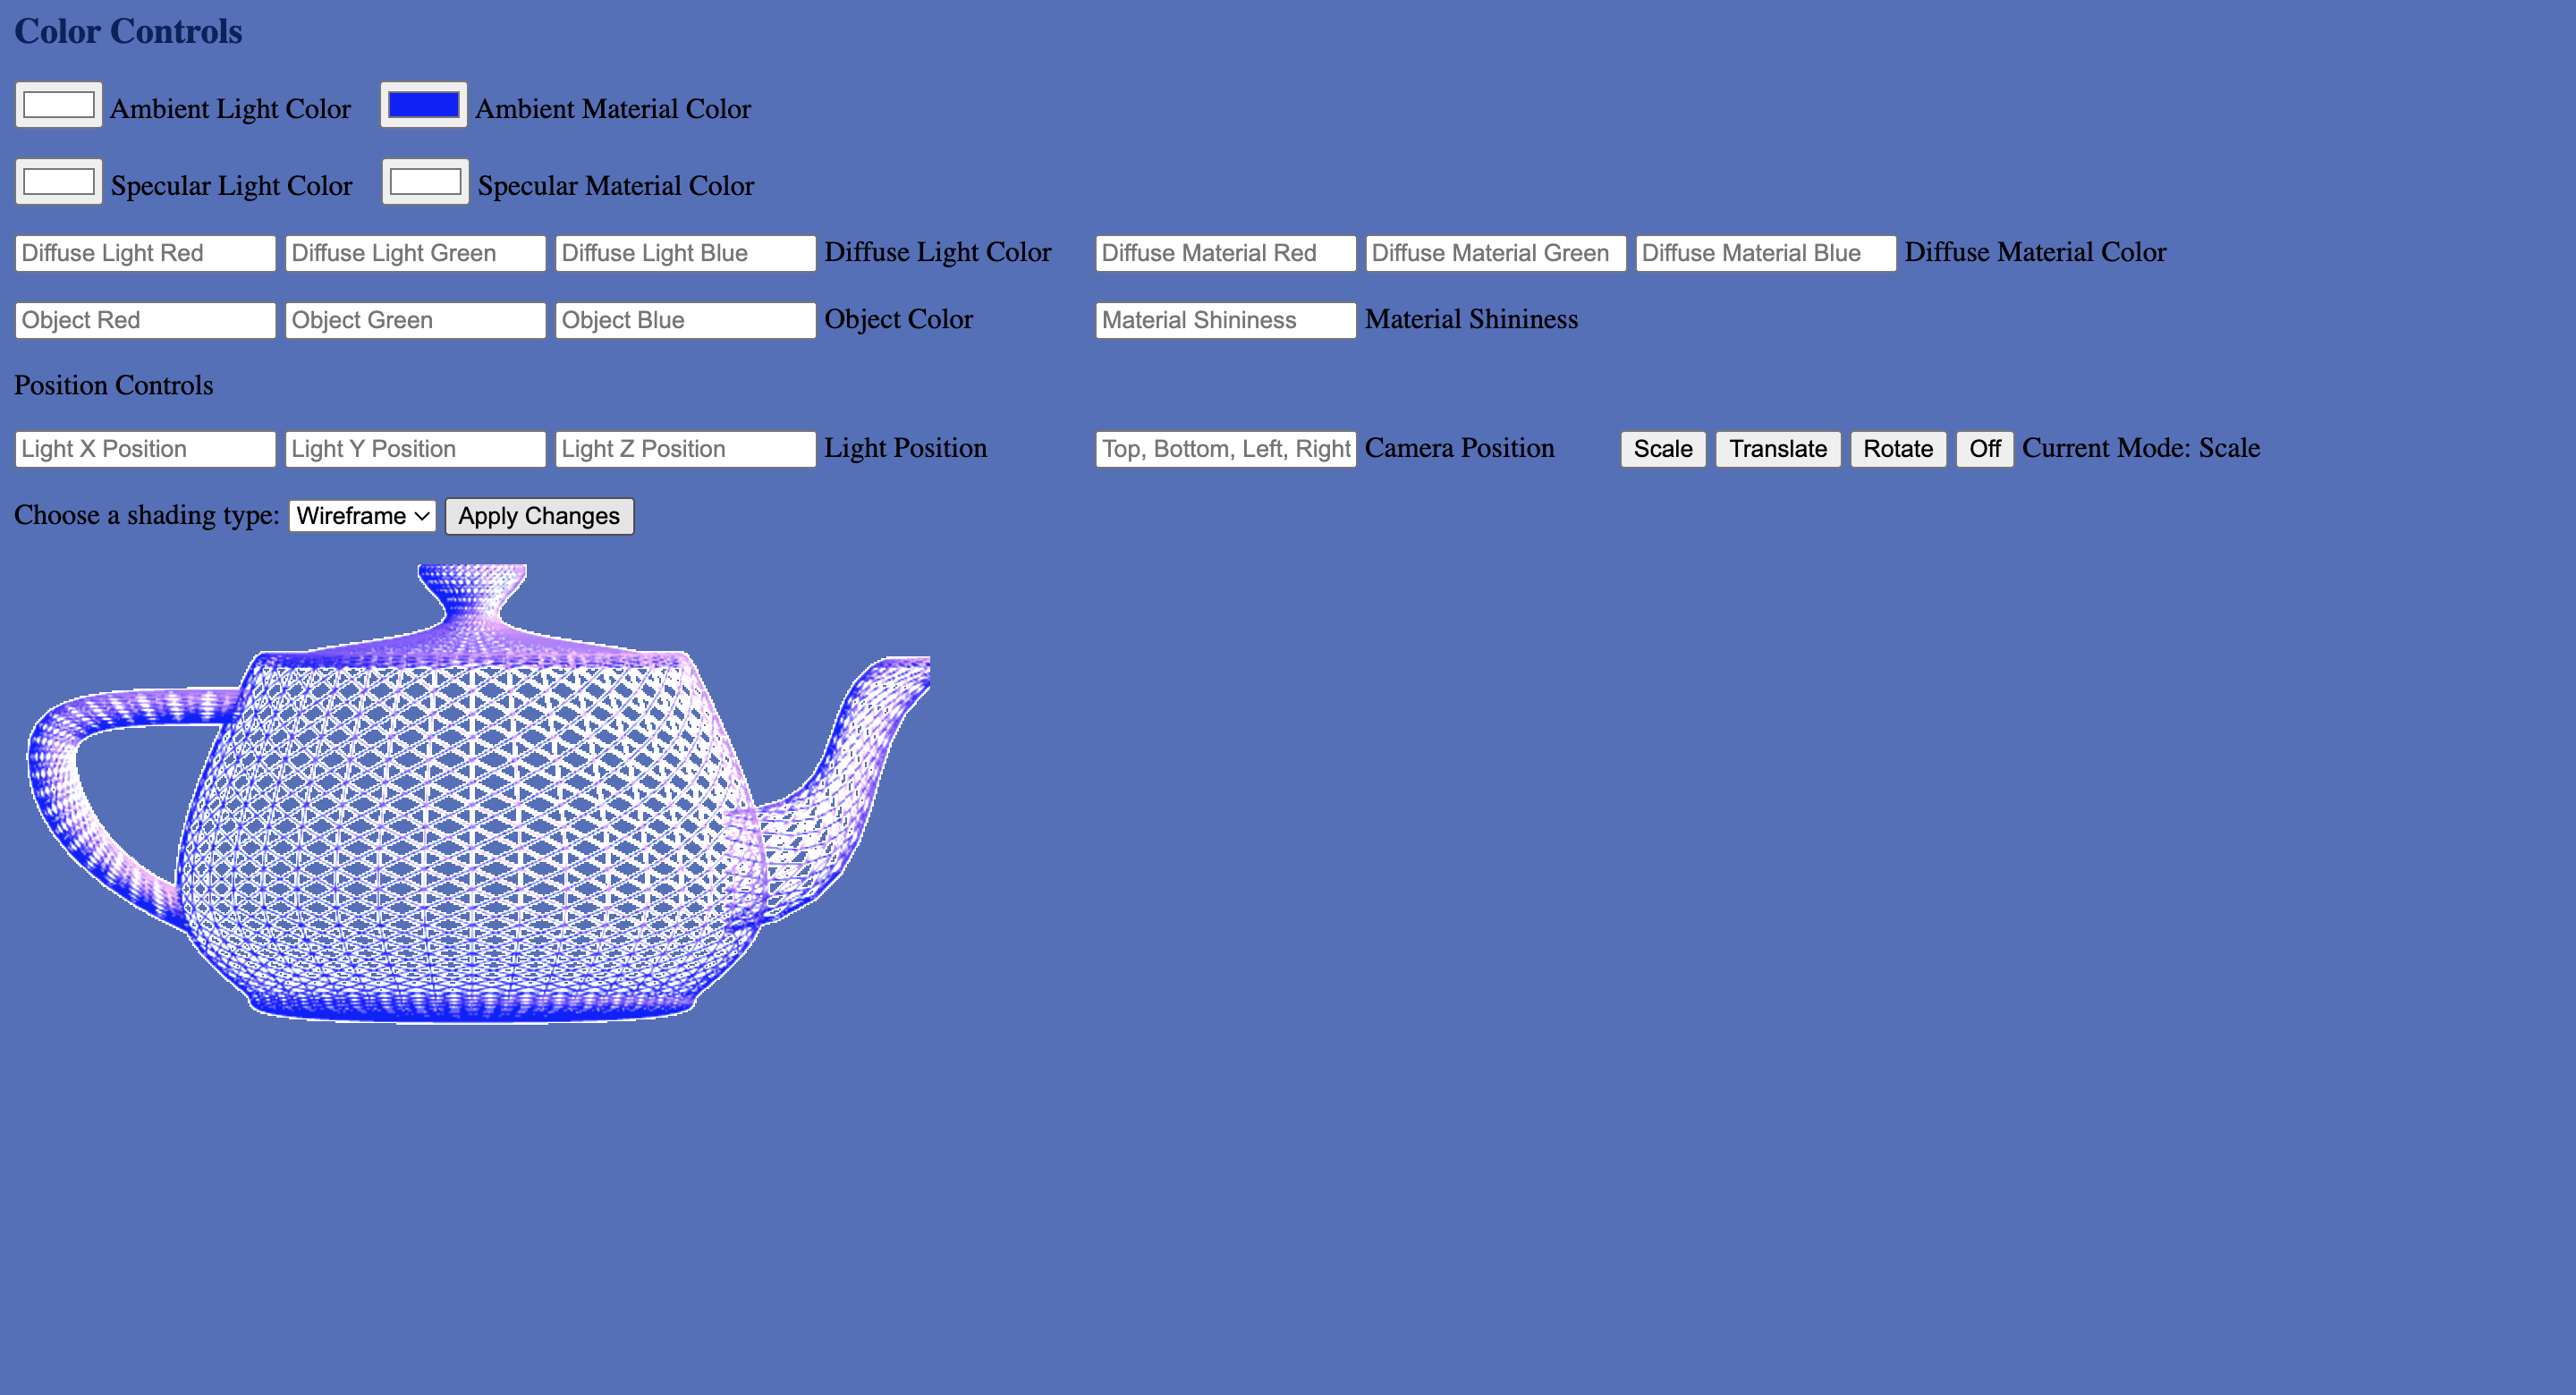 Color Controls
Ambient Light Color Ambient Material Color
Specular Light Color Specular Material Color
Diffuse Light Red Diffuse Light Green Diffuse Light Blue Diffuse Light Color Diffuse Material Red Diffuse Material Green Diffuse Material Blue Diffuse Material Color
Object Red Object Green Object Blue Object Color Material Shininess Material Shininess
Position Controls
Light X Position Light Y Position Light Z Position Light Position Top, Bottom, Left, Right Camera Position Scale Translate Rotate Off Current Mode: Scale
Choose a shading type: Wireframe Apply Changes